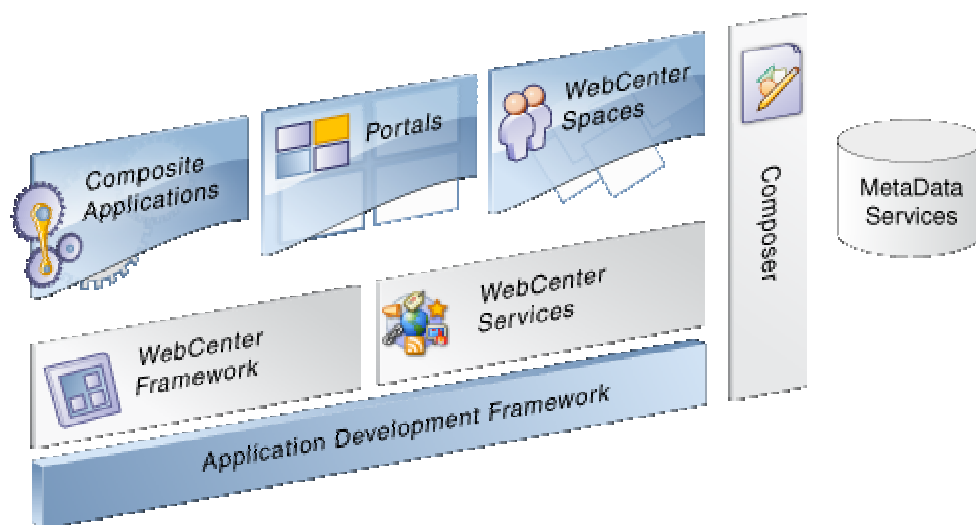 Composite
Applications
Portals
WebCenter
Spaces
Composer
MetaData
Services
WebCenter
Framework
WebCenter
Services
Application Development Framework